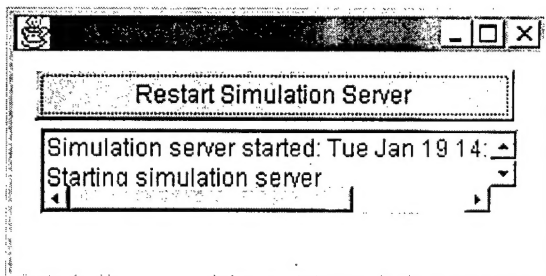 Restart Simulation Server
Simulation server started: Tue Jan 19 14:
Starting simulation server